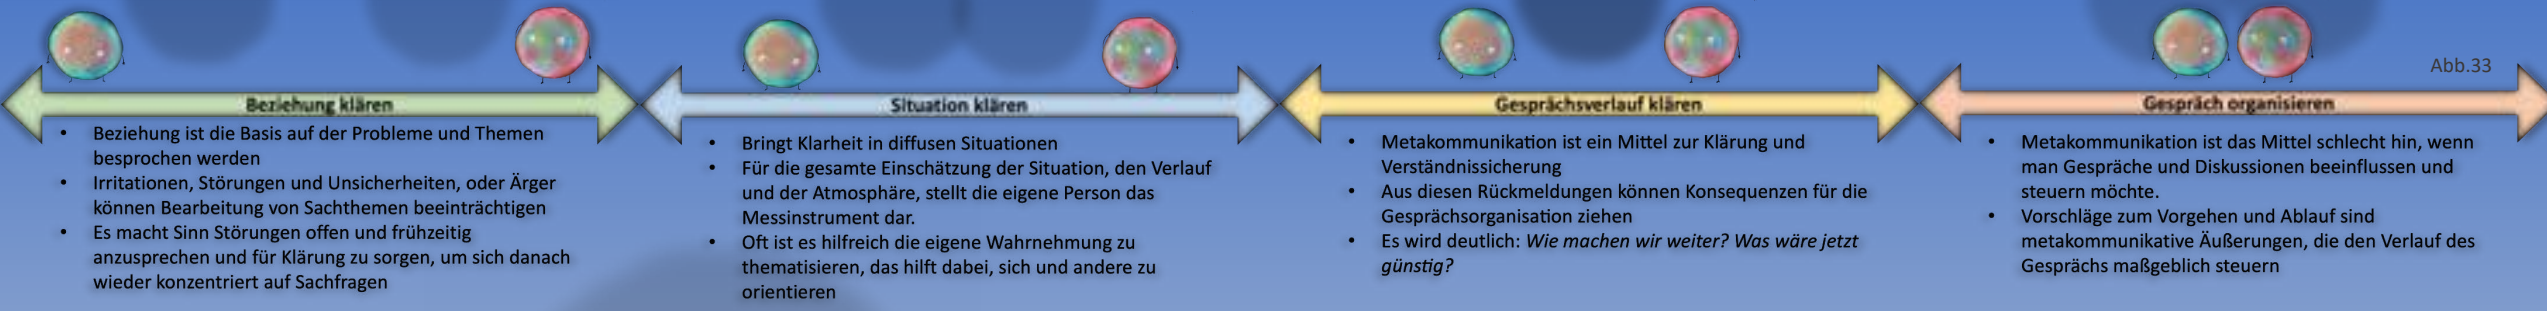 Abb.33
Beziehung klären
• Beziehung ist die Basis auf der Probleme und Themen
besprochen werden
• Irritationen, Störungen und Unsicherheiten, oder Ärger
können Bearbeitung von Sachthemen beeinträchtigen
• Es macht Sinn Störungen offen und frühzeitig
anzusprechen und für Klärung zu sorgen, um sich danach
wieder konzentriert auf Sachfragen
Situation klären
• Bringt Klarheit in diffusen Situationen
• Für die gesamte Einschätzung der Situation, den Verlauf
und der Atmosphäre, stellt die eigene Person das
Messinstrument dar.
• Oft ist es hilfreich die eigene Wahrnehmung zu
thematisieren, das hilft dabei, sich und andere zu
orientieren
Gesprächsverlauf klären
• Metakommunikation ist ein Mittel zur Klärung und
Verständnissicherung
• Aus diesen Rückmeldungen können Konsequenzen für die
Gesprächsorganisation ziehen
• Es wird deutlich: Wie machen wir weiter? Was wäre jetzt
günstig?
Gespräch organisieren
• Metakommunikation ist das Mittel schlecht hin, wenn
man Gespräche und Diskussionen beeinflussen und
steuern möchte.
• Vorschläge zum Vorgehen und Ablauf sind
metakommunikative Äußerungen, die den Verlauf des
Gesprächs maßgeblich steuern